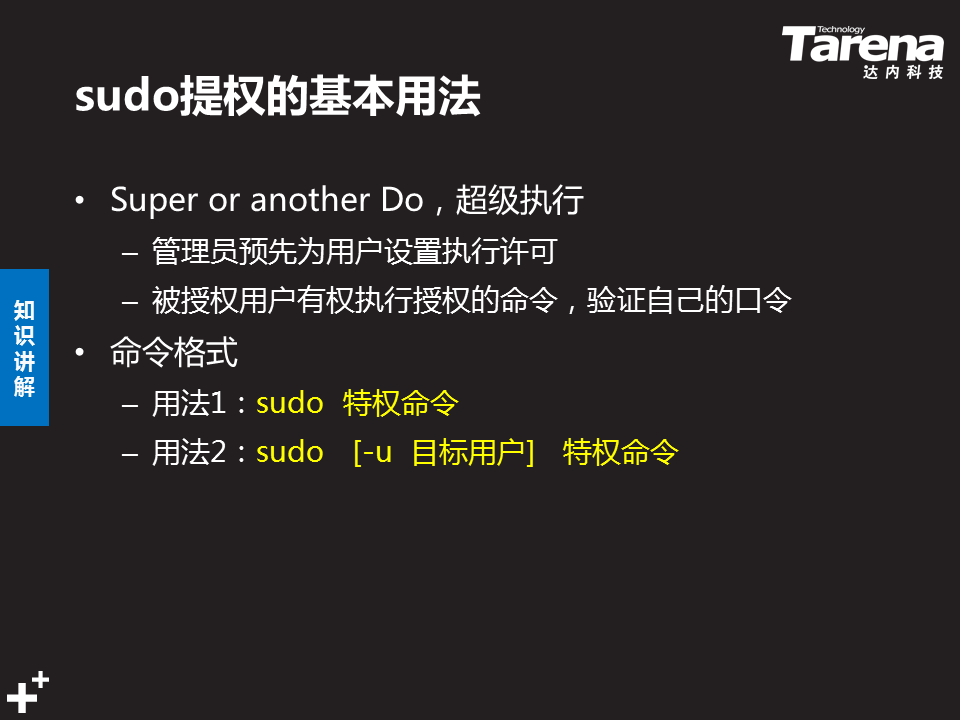 Technology
Tarena
达内科技
sudo提权的基本用法
• Super or another Do，超级执行
– 管理员预先为用户设置执行许可
– 被授权用户有权执行授权的命令，验证自己的口令
• 命令格式
– 用法1：sudo 特权命令
– 用法2：sudo [-u 目标用户] 特权命令
知识讲解